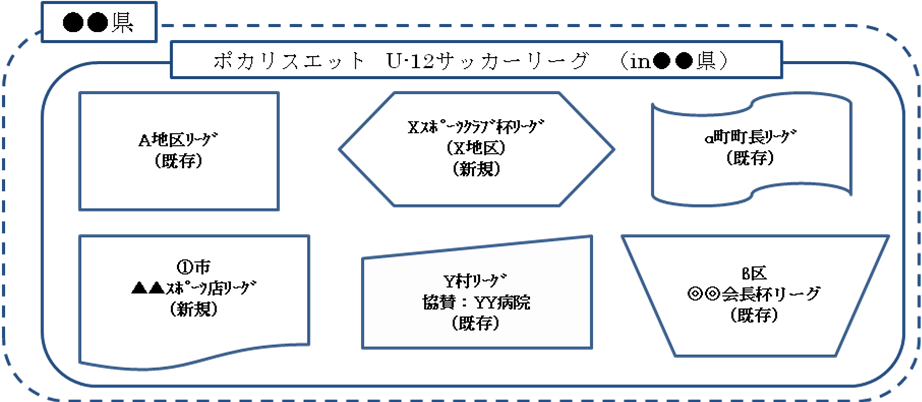 ●●県
ポカリスエット　U-12サッカーリーグ　（in●●県）
A地区ﾘｰｸﾞ
(既存)
Xｽﾎﾟｰﾂｸﾗﾌﾞ杯ﾘｰｸﾞ
(X地区)
(新規)
α町町長ﾘｰｸﾞ
(既存)
①市
▲▲ｽﾎﾟｰﾂ店ﾘｰｸﾞ
(新規)
Y村ﾘｰｸﾞ
協賛：YY病院
(既存)
B区
◎◎会長杯リーグ
(既存)